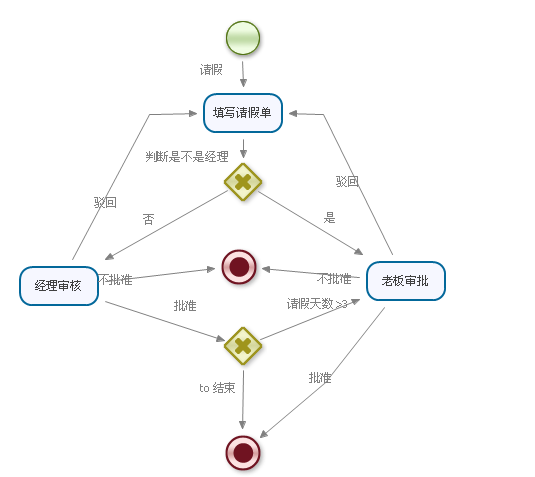 请假
填写请假单
判断是不是经理
驳回
驳回
否
是
经理审核
不批准
不批准
老板审批
批准
请假天数>3
to 结束
批准